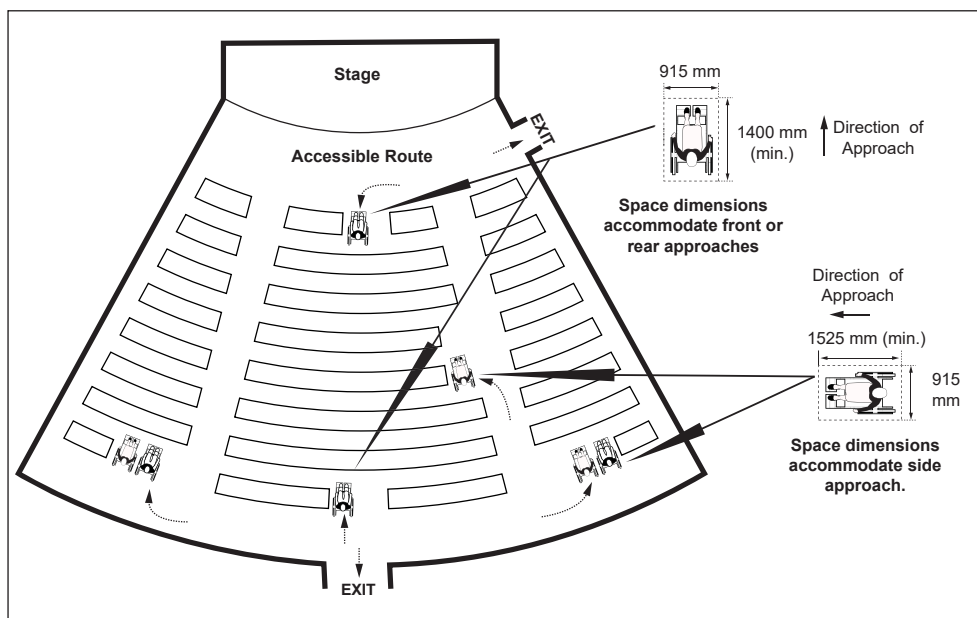 Stage
EXIT
Accessible Route
915 mm
1400 mm
(min.)
Direction of
Approach
Space dimensions
accommodate front or
rear approaches
Direction of
Approach
1525 mm (min.)
915
mm
Space dimensions
accommodate side
approach.
EXIT